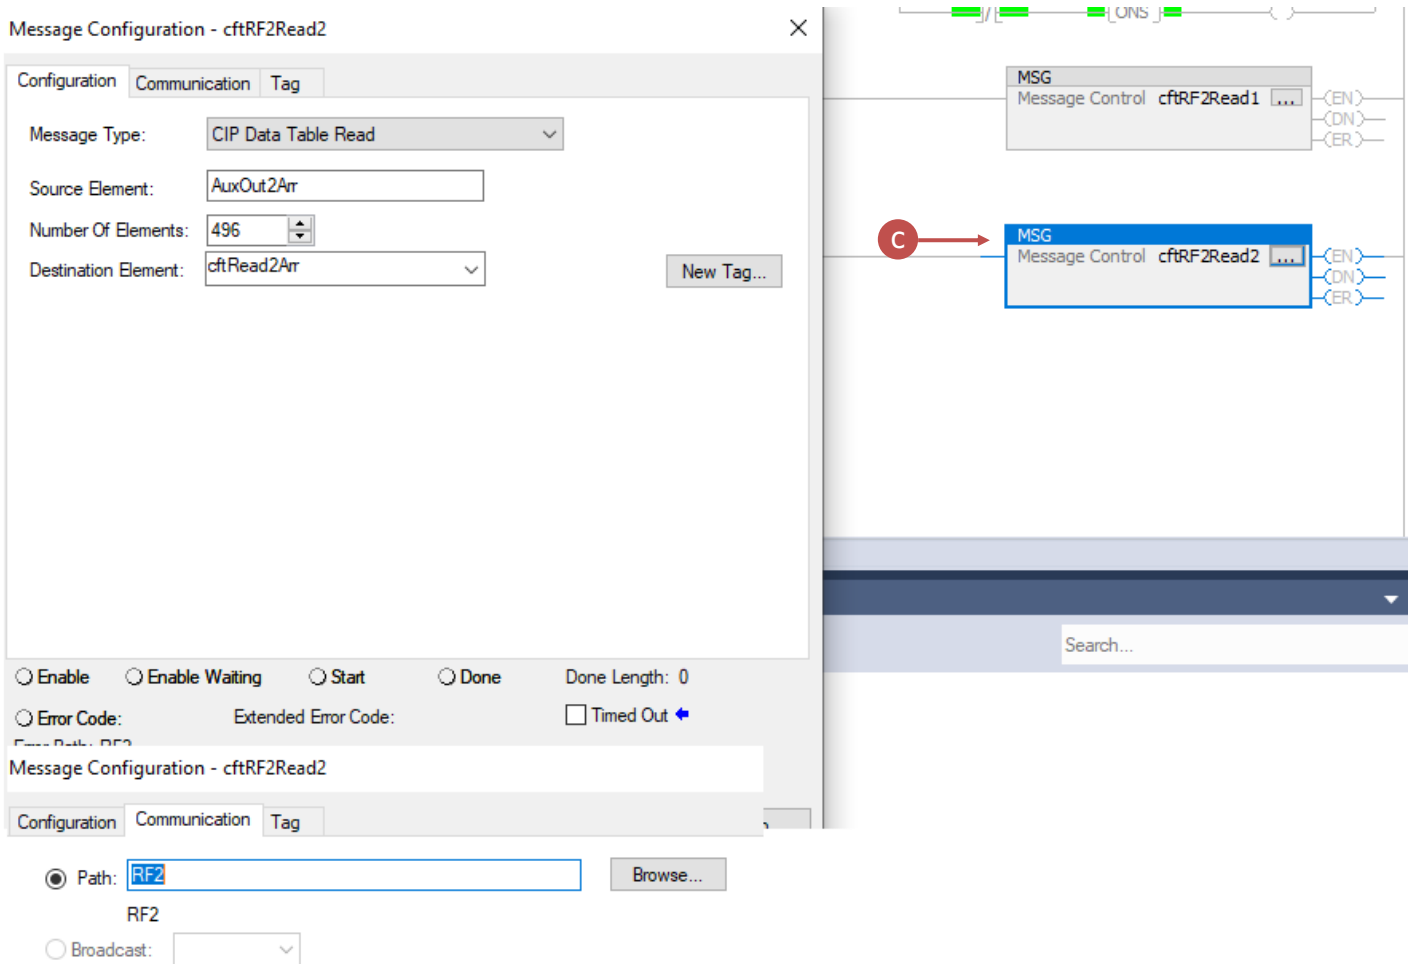 Message Configuration - cftRF2Read2
Configuration Communication Tag
Message Type: CIP Data Table Read
Source Element: AuxOut2Arr
Number Of Elements: 496
Destination Element: cftRead2Arr
New Tag...
Enable Enable Waiting Start Done Done Length: 0
Error Code: Extended Error Code: Timed Out
Error Path: RF2
Message Configuration - cftRF2Read2
Configuration Communication Tag
Path: RF2 Browse...
RF2
Broadcast:
ONS
MSG
Message Control cftRF2Read1 ... EN
DN
ER
C
MSG
Message Control cftRF2Read2 ... EN
DN
ER
Search...